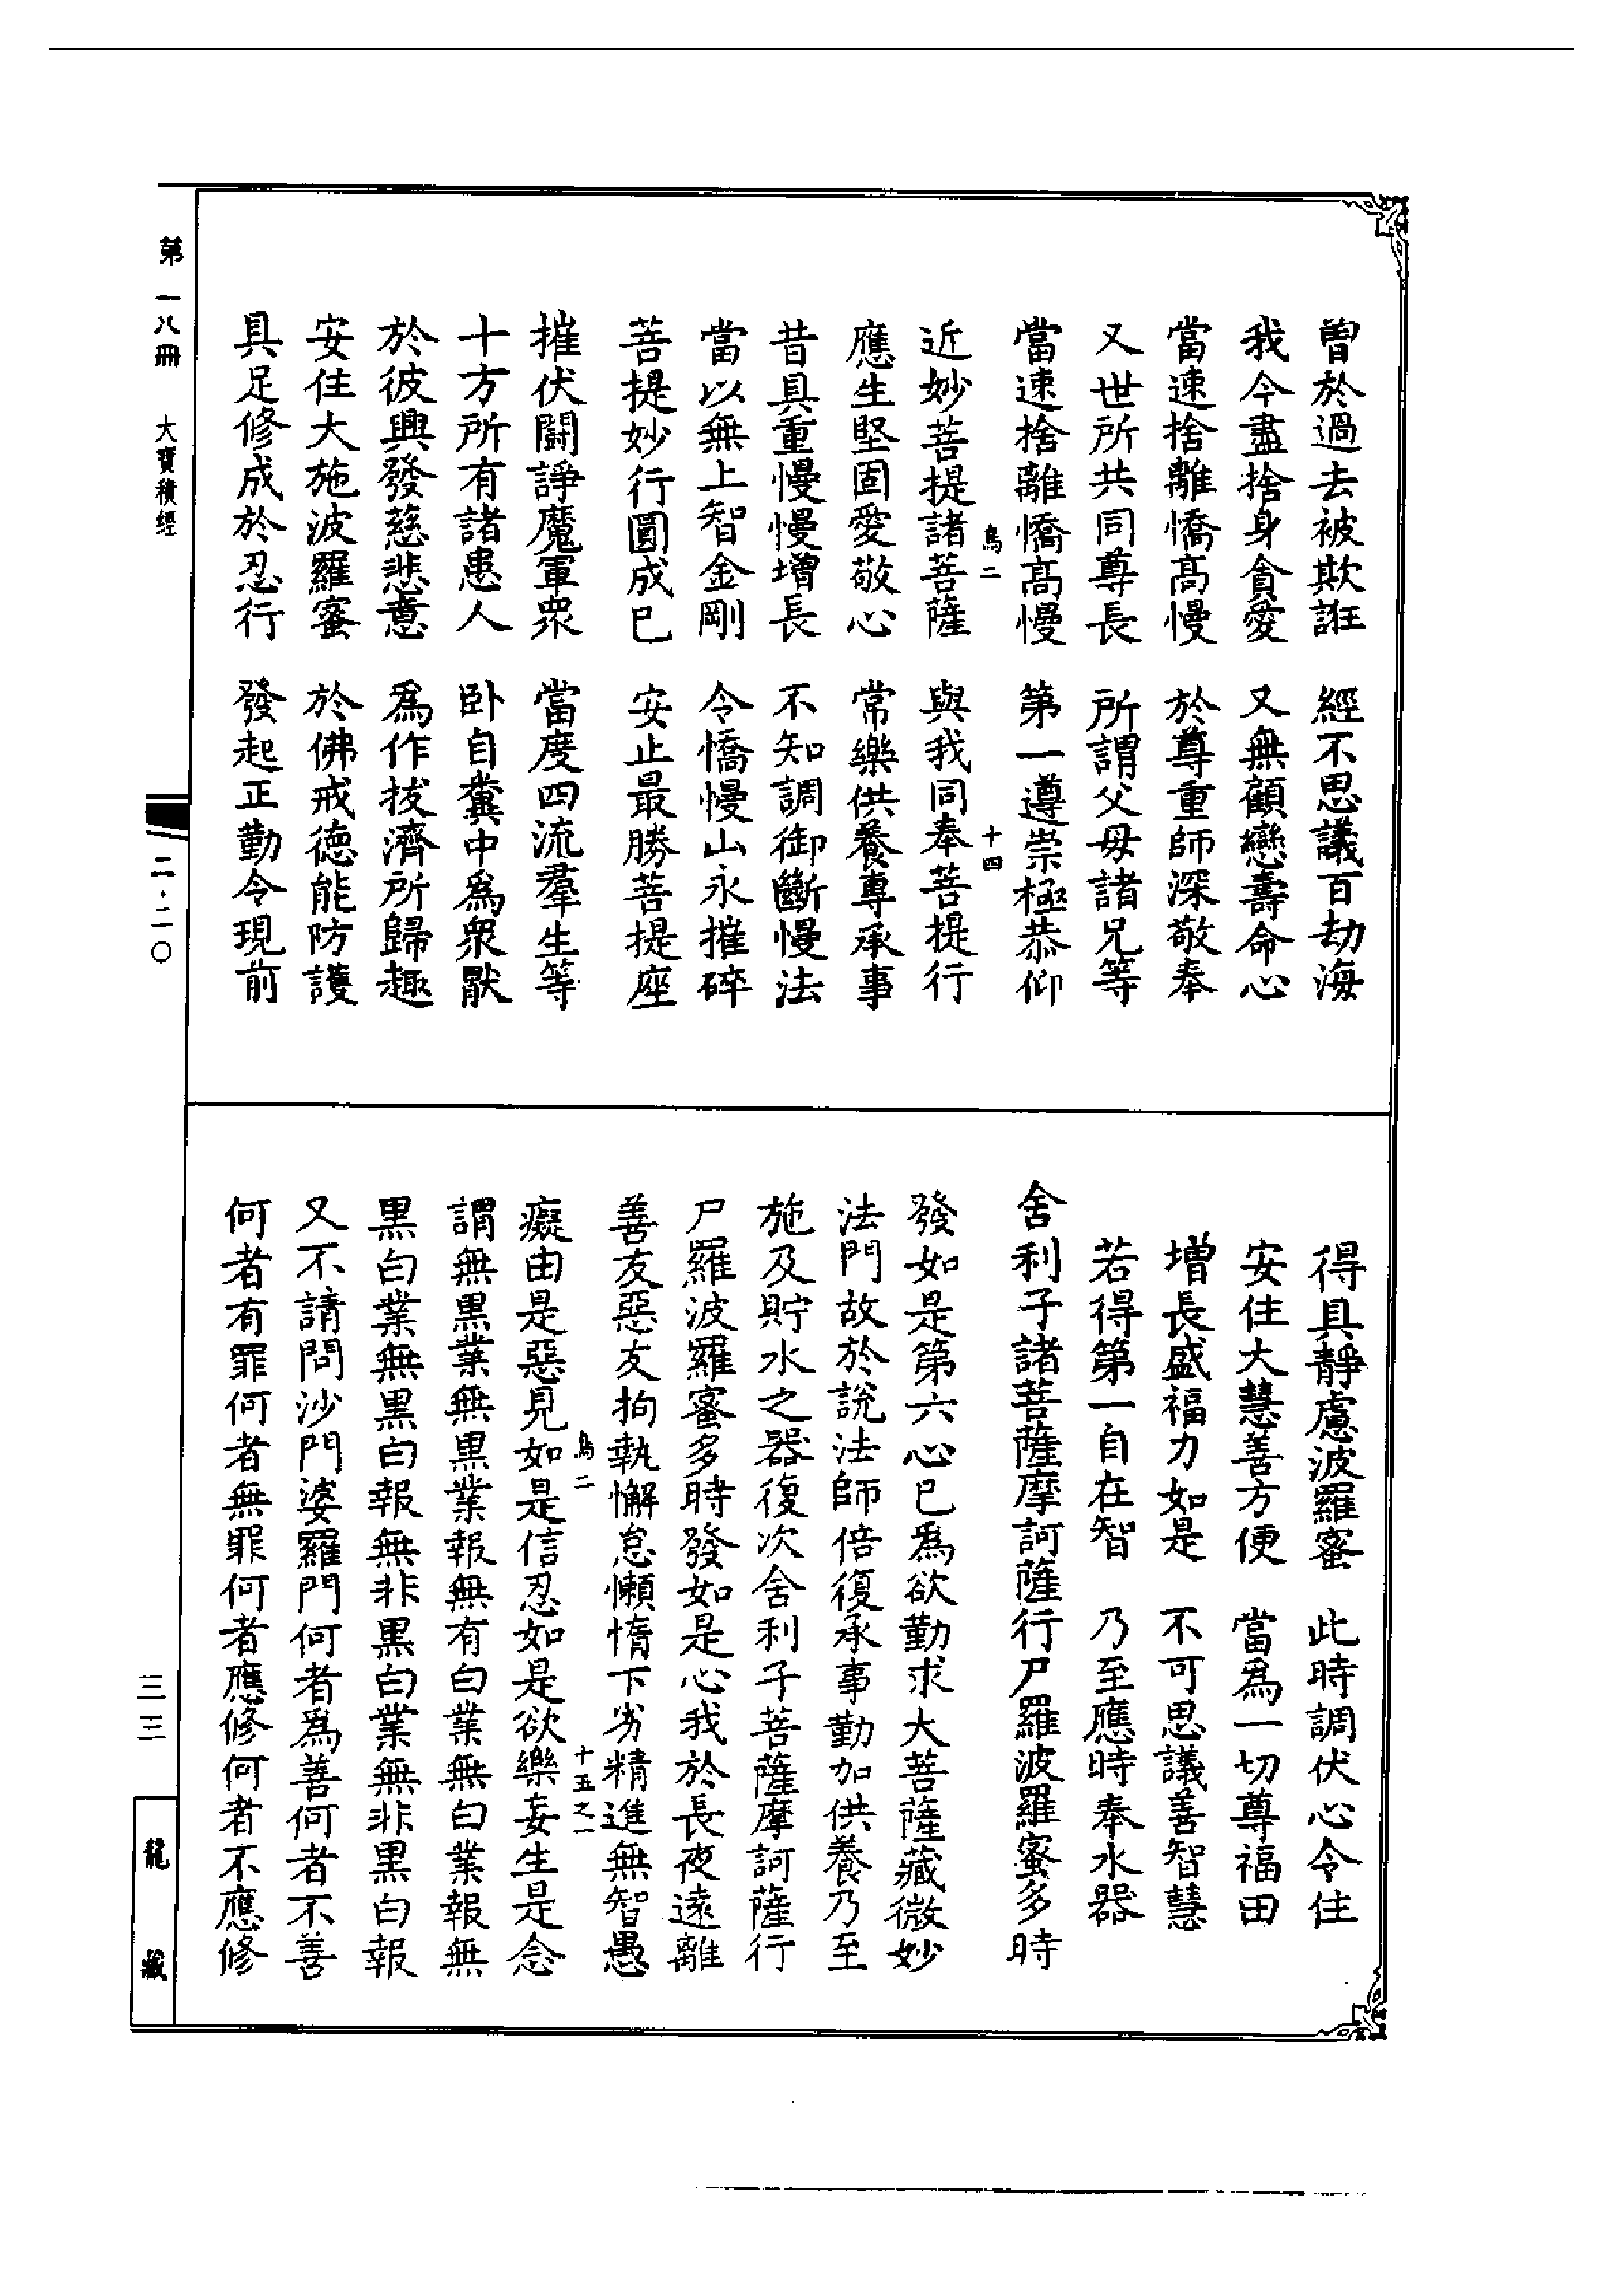 曾於過去被欺誑　經不思議百劫海
我今盡捨身貪愛　又無顧戀壽命心
當速捨離憍高慢　於尊重師深敬奉
又世所共同尊長　所謂父母諸兄等
當速捨離憍高慢　第一遵崇極恭仰
鳥二　十四
近妙菩提諸菩薩　與我同奉菩提行
應生堅固愛敬心　常樂供養專承事
昔具重慢慢增長　不知調御斷慢法
當以無上智金剛　令憍慢山永摧碎
菩提妙行圓成已　安止最勝菩提座
摧伏鬪諍魔軍眾　當度四流羣生等
十方所有諸患人　臥自糞中為眾猒
於彼興發慈悲意　為作拔濟所歸趣
安住大施波羅蜜　於佛戒德能防護
具足修成於忍行　發起正勤令現前
得具靜慮波羅蜜　此時調伏心令住
安住大慧善方便　當為一切尊福田
增長盛福力如是　不可思議善智慧
若得第一自在智　乃至應時奉水器
舍利子諸菩薩摩訶薩行尸羅波羅蜜多時
發如是第六心已為欲勤求大菩薩藏微妙
法門故於說法師倍復承事勤加供養乃至
施及貯水之器復次舍利子菩薩摩訶薩行
尸羅波羅蜜多時發如是心我於長夜遠離
善友惡友拘執懈怠懶惰下劣精進無智愚
鳥二　十五之一
癡由是惡見如是信忍如是欲樂妄生是念
謂無黑業無黑業報無有白業無白業報無
黑白業無黑白報無非黑白業無非黑白報
又不請問沙門婆羅門何者為善何者不善
何者有罪何者無罪何者應修何者不應修
第一八冊　大寶積經　二・二〇　三三　龍藏